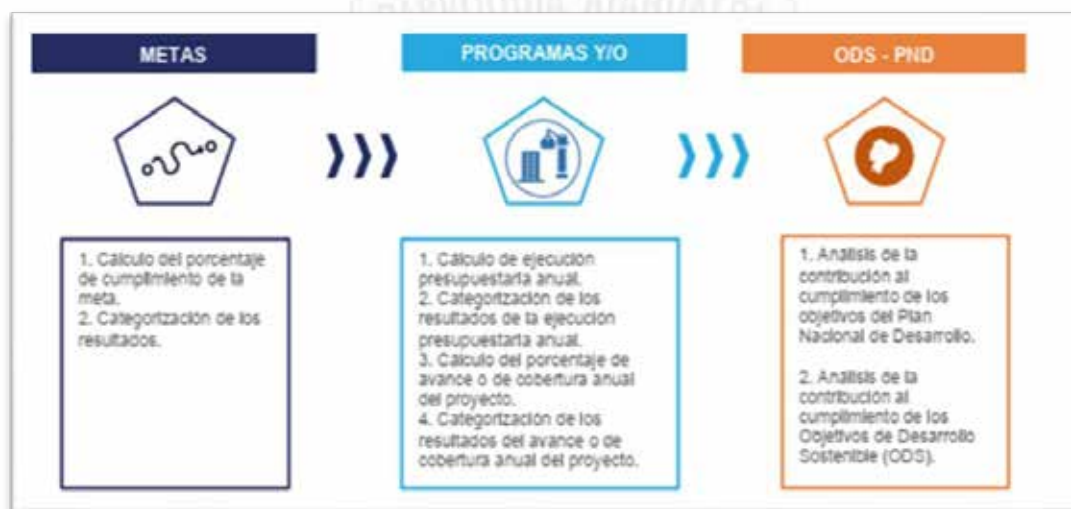 METAS
PROGRAMAS Y/O
ODS - PND
1. Cálculo del porcentaje
de cumplimiento de la
meta.
2. Categorización de los
resultados.
1. Cálculo de ejecución
presupuestaria anual.
2. Categorización de los
resultados de la ejecución
presupuestaria anual.
3. Cálculo del porcentaje de
avance o de cobertura anual
del proyecto.
4. Categorización de los
resultados del avance o de
cobertura anual del proyecto.
1. Análisis de la
contribución al
cumplimiento de los
objetivos del Plan
Nacional de Desarrollo.
2. Análisis de la
contribución al
cumplimiento de los
Objetivos de Desarrollo
Sostenible (ODS).